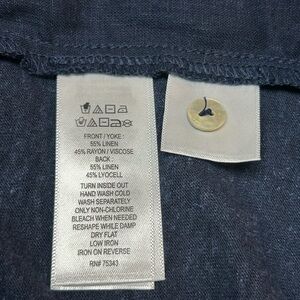 FRONT / YOKE :
55% LINEN
45% RAYON / VISCOSE
BACK :
55% LINEN
45% LYOCELL
TURN INSIDE OUT
HAND WASH COLD
WASH SEPARATELY
ONLY NON-CHLORINE
BLEACH WHEN NEEDED
RESHAPE WHILE DAMP
DRY FLAT
LOW IRON
IRON ON REVERSE
RN# 75343